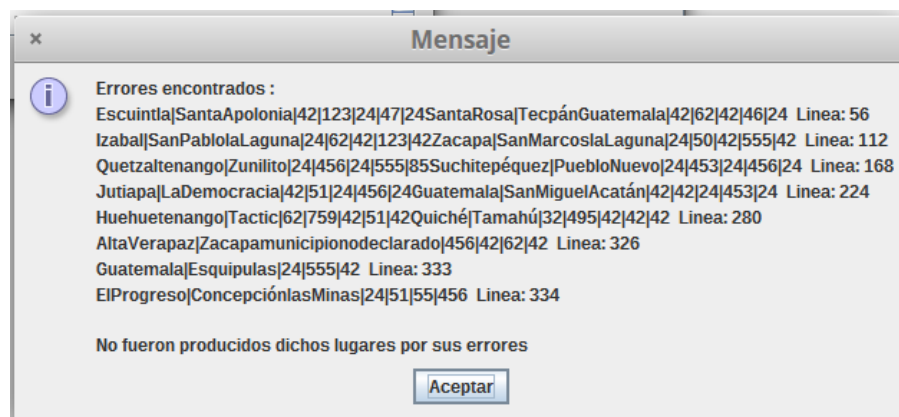 Mensaje
Errores encontrados :
Escuintla|SantaApolonia|42|123|24|47|24SantaRosa|TecpánGuatemala|42|62|42|46|24 Linea: 56
Izabal|SanPablolaLaguna|24|62|42|123|42Zacapa|SanMarcoslaLaguna|24|50|42|555|42 Linea: 112
Quetzaltenango|Zunilito|24|456|24|555|85Suchitepéquez|PuebloNuevo|24|453|24|456|24 Linea: 168
Jutiapa|LaDemocracia|42|51|24|456|24Guatemala|SanMiguelAcatán|42|42|24|453|24 Linea: 224
Huehuetenango|Tactic|62|759|42|51|42Quiché|Tamahú|32|495|42|42|42 Linea: 280
AltaVerapaz|Zacapamunicipionodeclarado|456|42|62|42 Linea: 326
Guatemala|Esquipulas|24|555|42 Linea: 333
ElProgreso|ConcepciónlasMinas|24|51|55|456 Linea: 334
No fueron producidos dichos lugares por sus errores
Aceptar